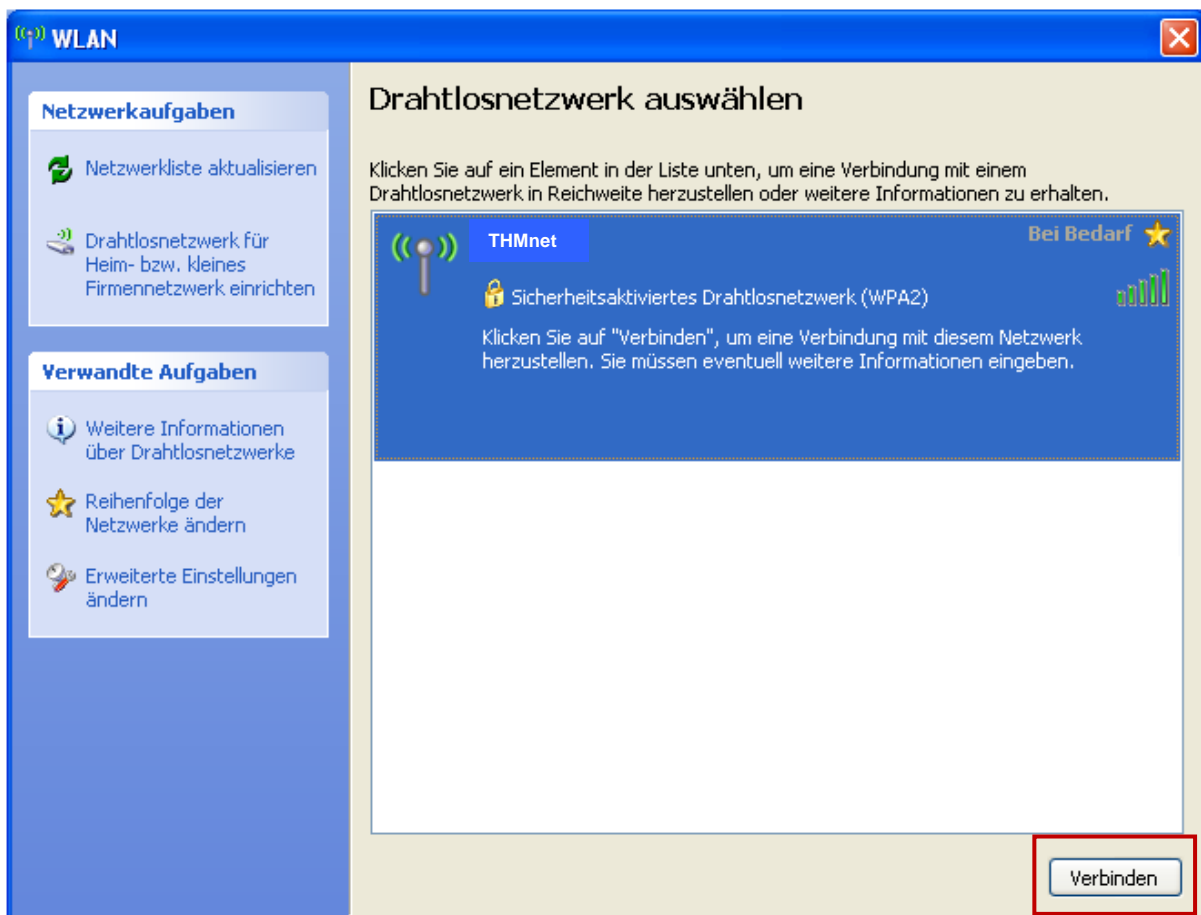 WLAN
Netzwerkaufgaben
Netzwerkliste aktualisieren
Drahtlosnetzwerk für
Heim- bzw. kleines
Firmennetzwerk einrichten
Verwandte Aufgaben
Weitere Informationen
über Drahtlosnetzwerke
Reihenfolge der
Netzwerke ändern
Erweiterte Einstellungen
ändern
Drahtlosnetzwerk auswählen
Klicken Sie auf ein Element in der Liste unten, um eine Verbindung mit einem
Drahtlosnetzwerk in Reichweite herzustellen oder weitere Informationen zu erhalten.
THMnet
Bei Bedarf
Sicherheitsaktiviertes Drahtlosnetzwerk (WPA2)
Klicken Sie auf "Verbinden", um eine Verbindung mit diesem Netzwerk
herzustellen. Sie müssen eventuell weitere Informationen eingeben.
Verbinden